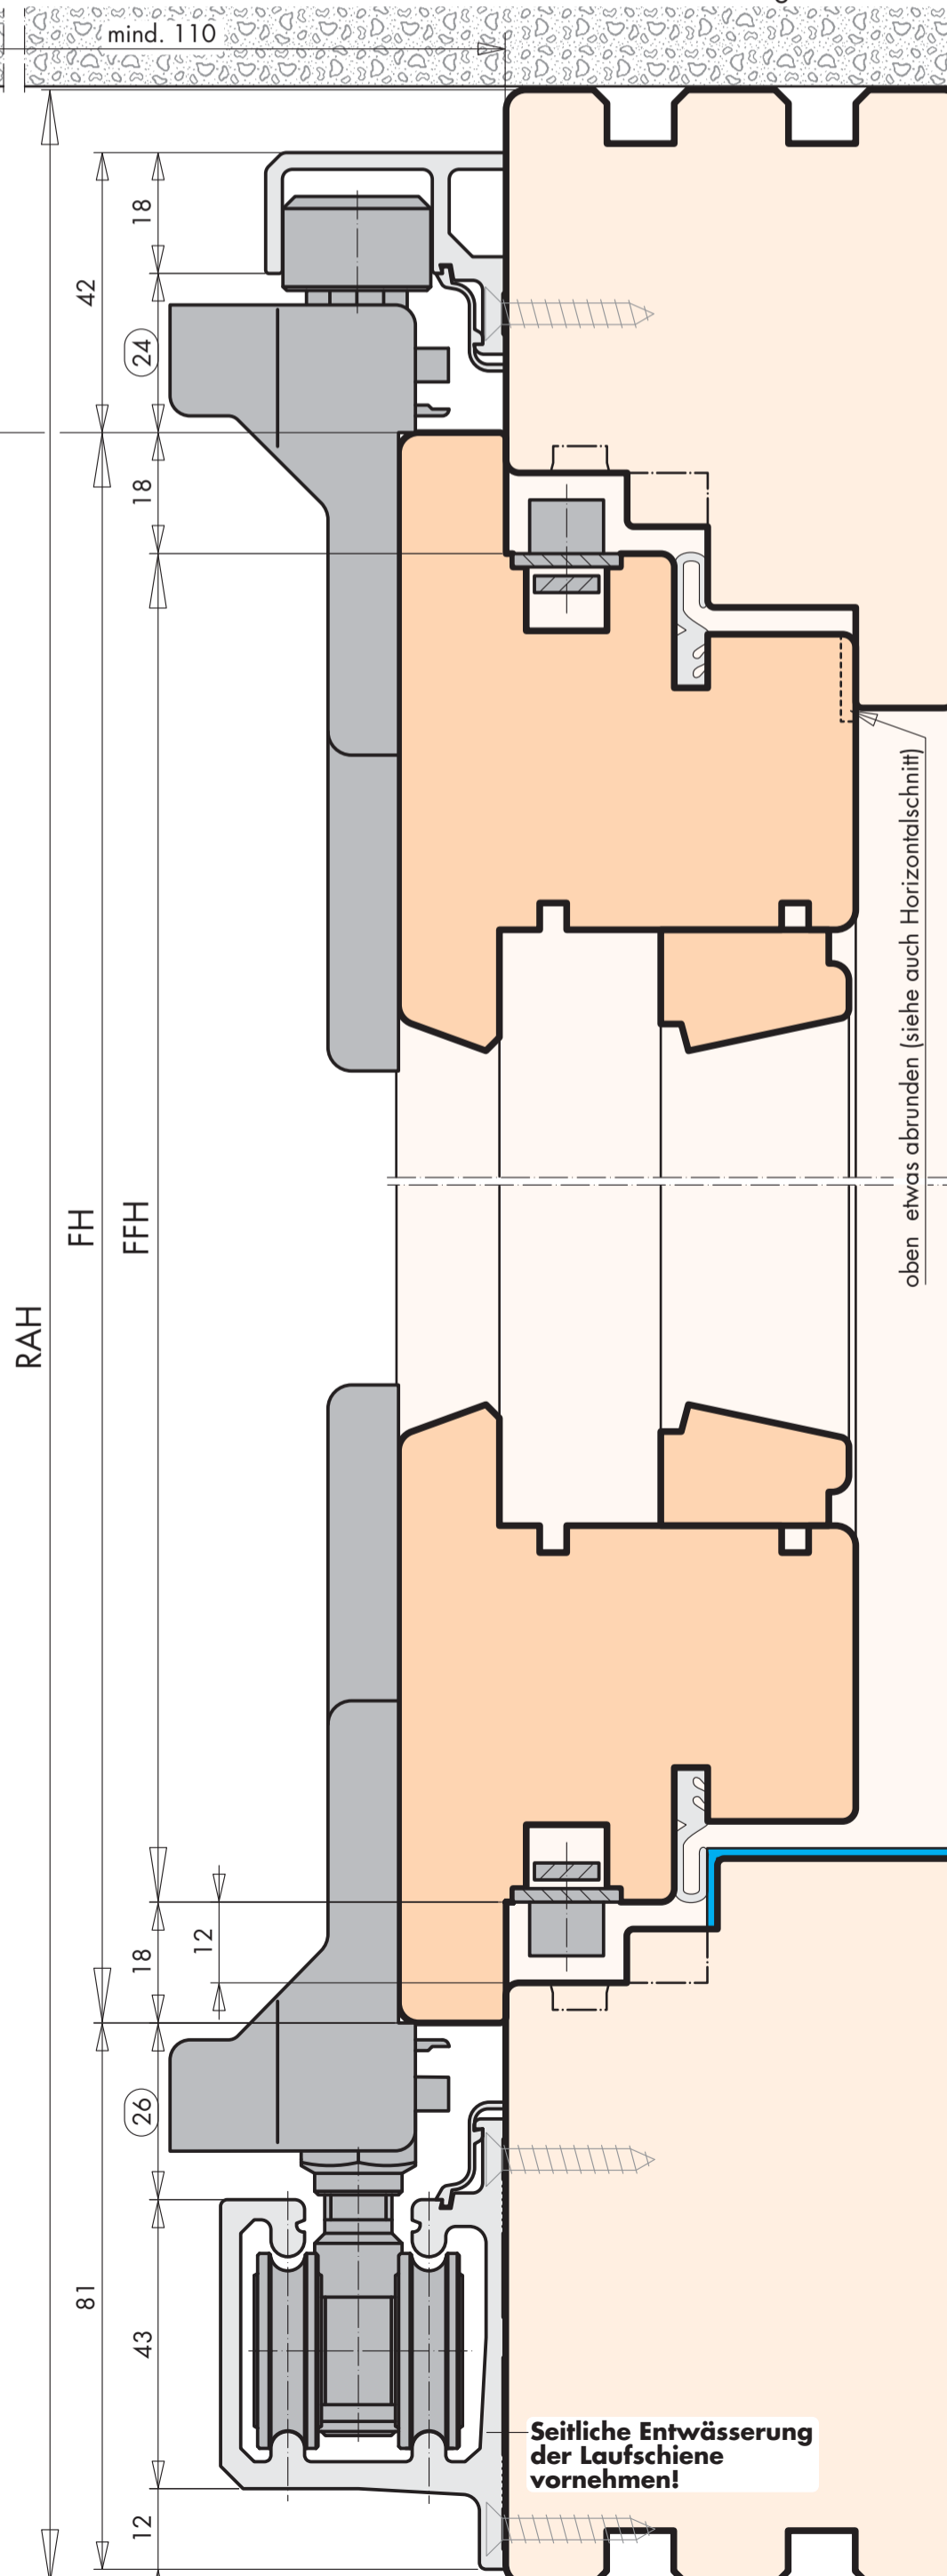 mind. 110
18
42
24
18
oben etwas abrunden (siehe auch Horizontalschnitt)
FFH
FH
RAH
12
18
26
81
43
Seitliche Entwässerung
der Laufschiene
vornehmen!
12